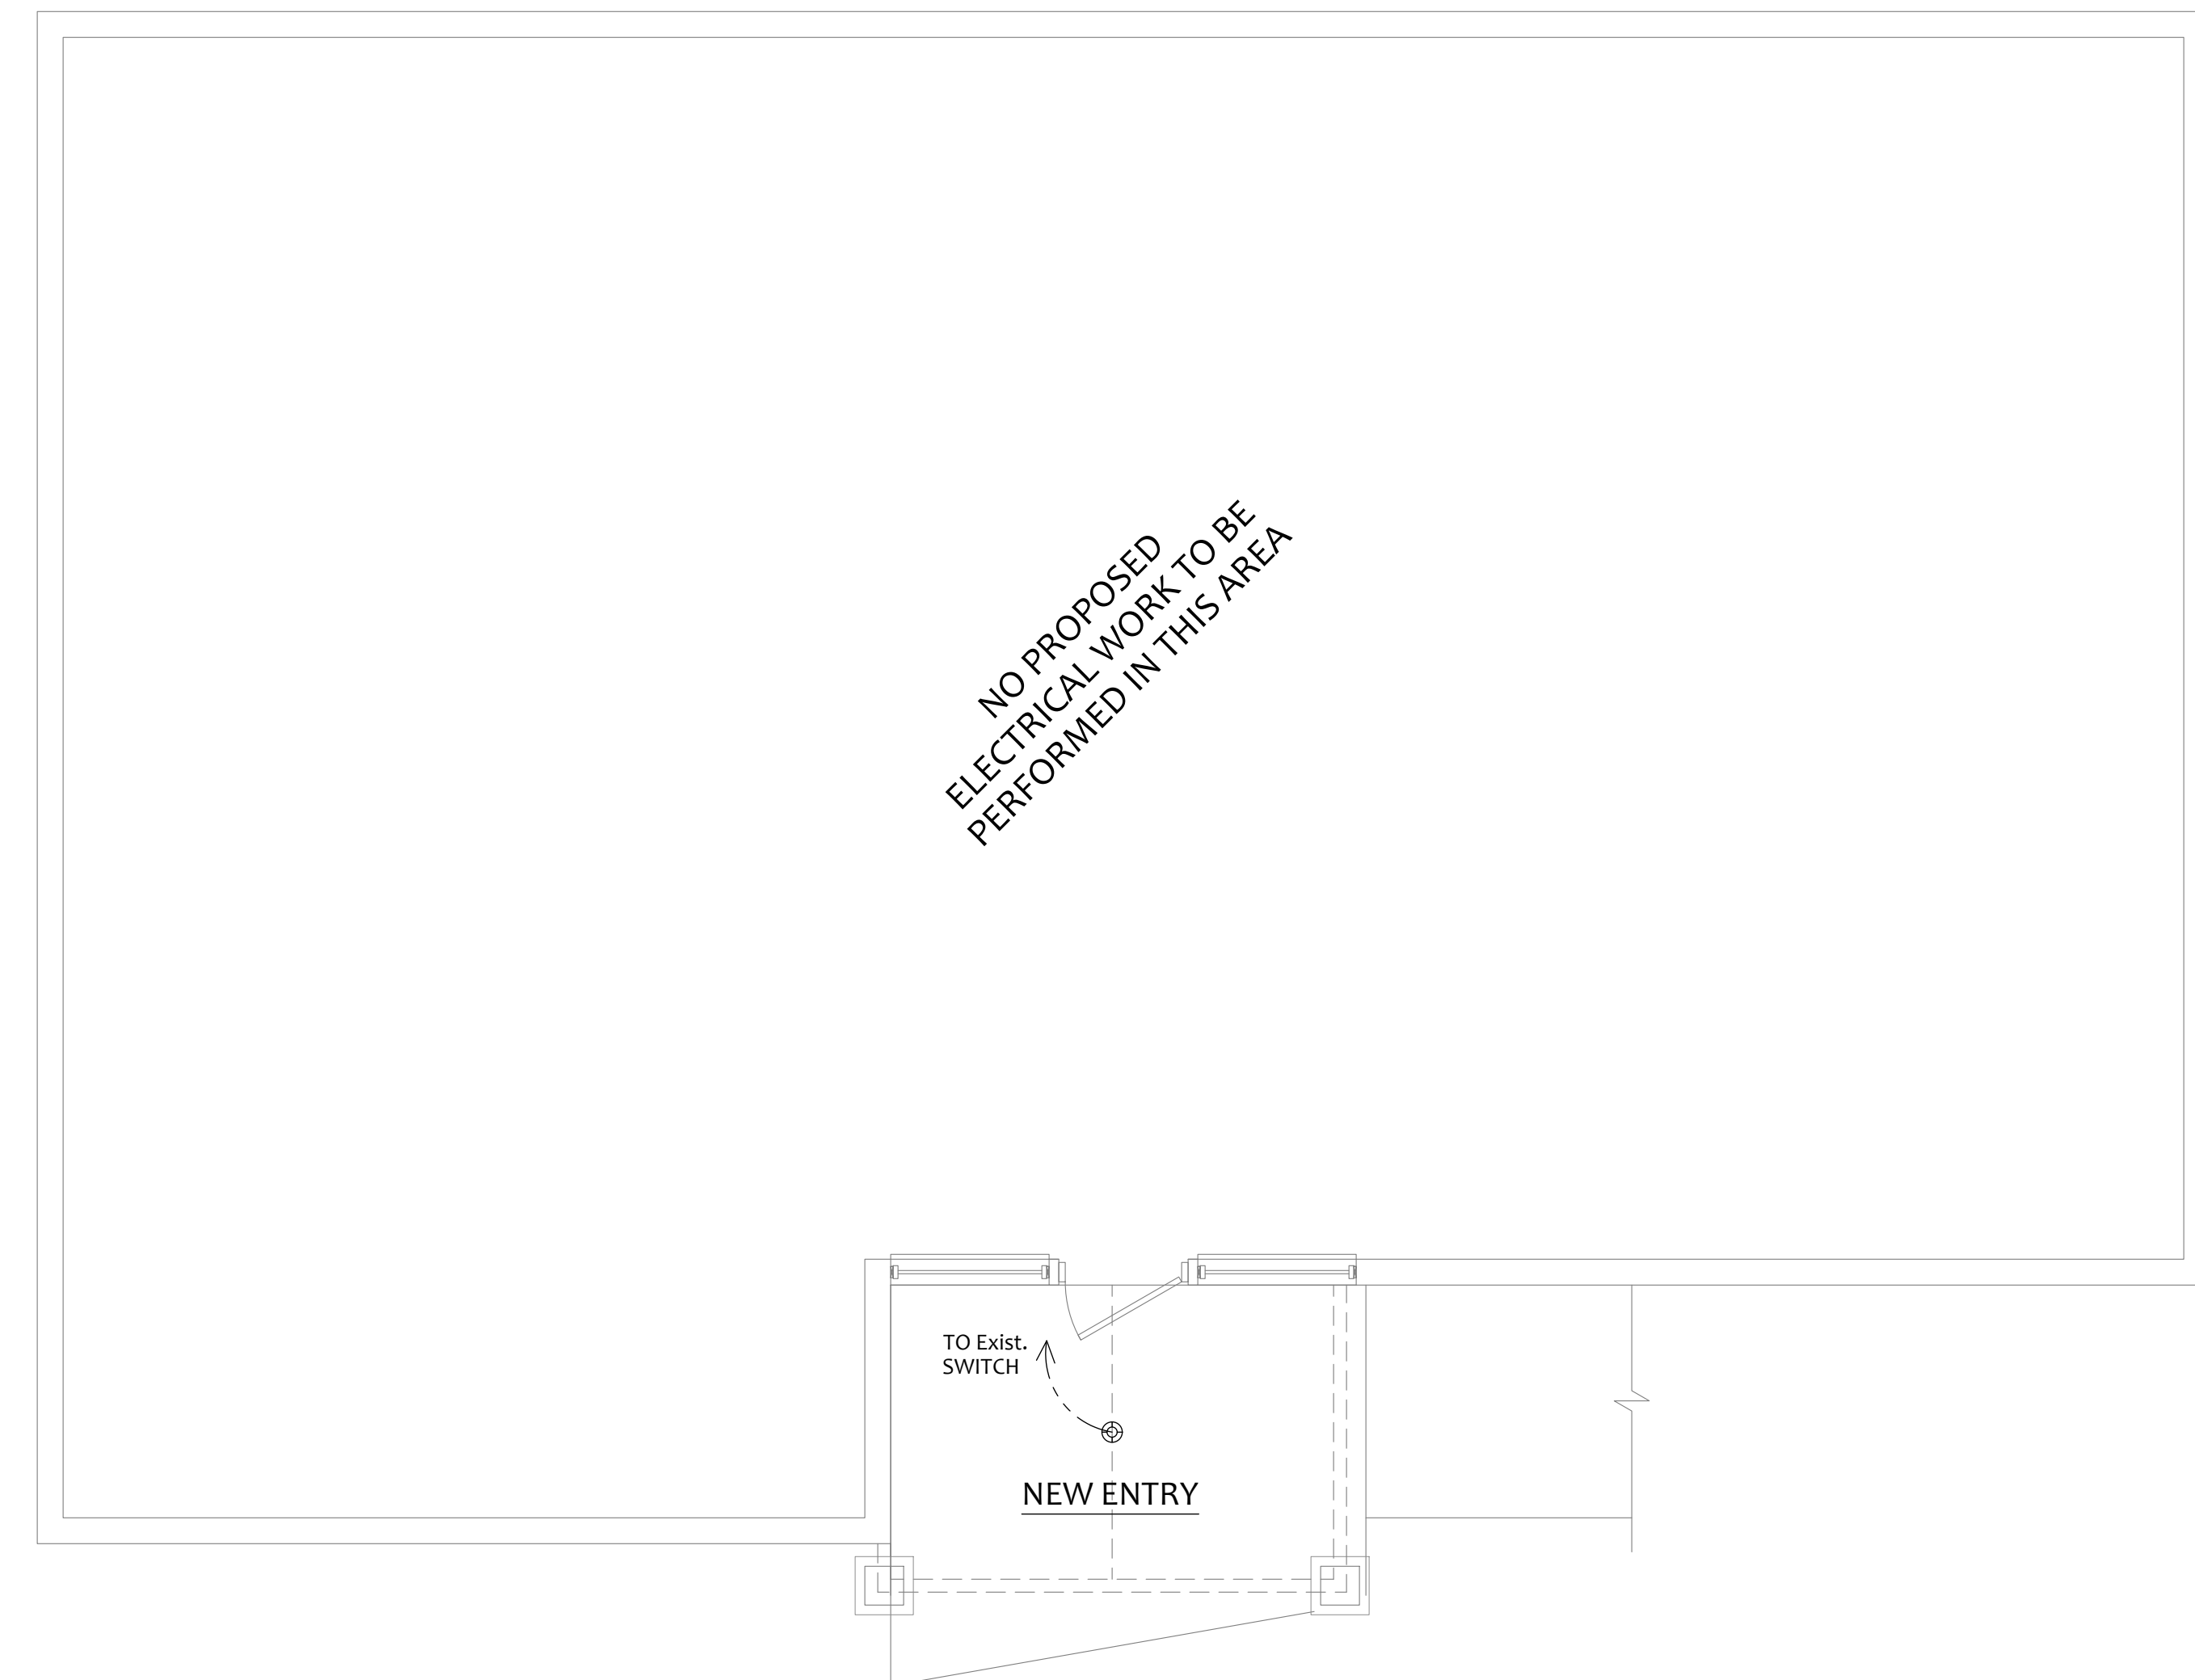 NO PROPOSED
ELECTRICAL WORK TO BE
PERFORMED IN THIS AREA
TO Exist.
SWITCH
NEW ENTRY